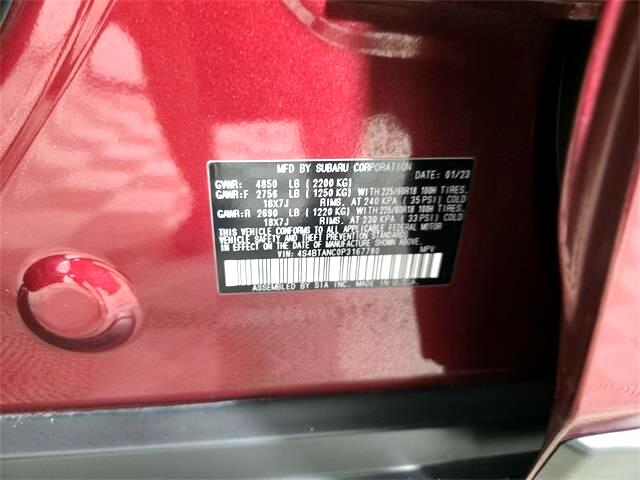 MFD BY SUBARU CORPORATION DATE: 01/23
GVWR: 4850 LB (2200 KG)
GAWR:F 2756 LB (1250 KG) WITH 225/60R18 100H TIRES.
18X7J RIMS. AT 240 KPA (35 PSI) COLD
GAWR:R 2690 LB (1220 KG) WITH 225/60R18 100H TIRES.
18X7J RIMS. AT 230 KPA (33 PSI) COLD
THIS VEHICLE CONFORMS TO ALL APPLICABLE FEDERAL MOTOR
VEHICLE SAFETY AND THEFT PREVENTION STANDARDS
IN EFFECT ON THE DATE OF MANUFACTURE SHOWN ABOVE.
VIN: 4S4BTANC0P3167780 MPV
ASSEMBLED BY SIA INC. MADE IN U.S.A.